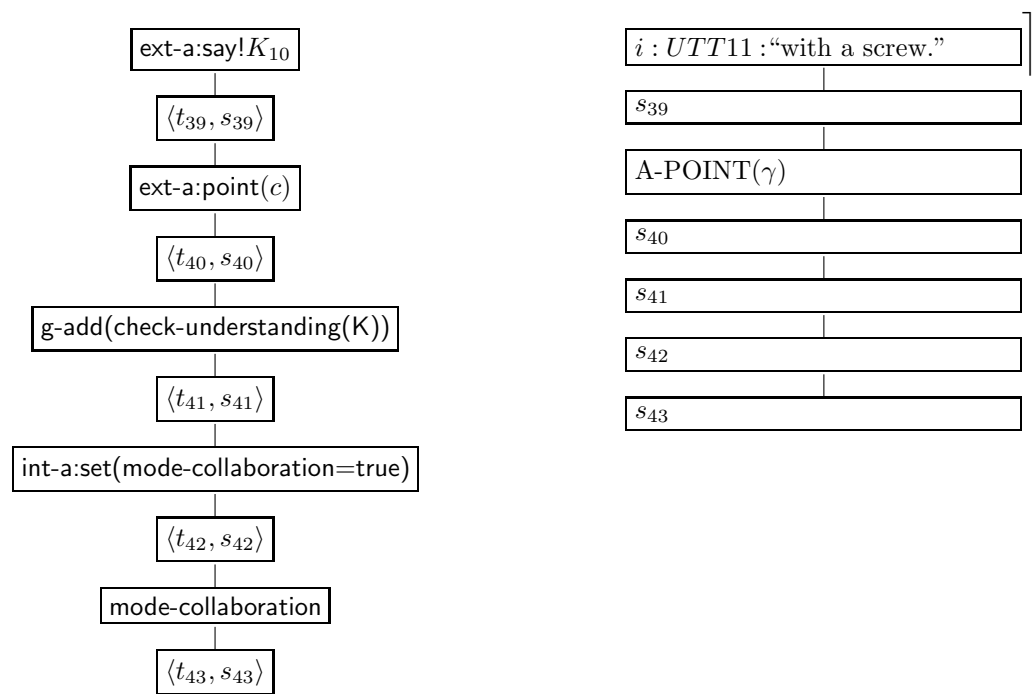 ext-a:say!K₁₀
⟨t₃₉, s₃₉⟩
ext-a:point(c)
⟨t₄₀, s₄₀⟩
g-add(check-understanding(K))
⟨t₄₁, s₄₁⟩
int-a:set(mode-collaboration=true)
⟨t₄₂, s₄₂⟩
mode-collaboration
⟨t₄₃, s₄₃⟩
i : UTT11 :“with a screw.”
s₃₉
A-POINT(γ)
s₄₀
s₄₁
s₄₂
s₄₃